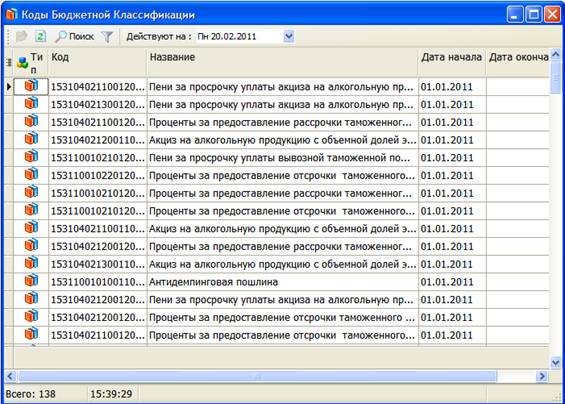 Коды Бюджетной Классификации
Поиск Действуют на : Пн 20.02.2011
Тип Код Название Дата начала Дата оконча
153104021100120... Пени за просрочку уплаты акциза на алкогольную пр... 01.01.2011
153104021300120... Пени за просрочку уплаты акциза на алкогольную пр... 01.01.2011
153104021100120... Проценты за предоставление рассрочки таможенног... 01.01.2011
153104021200110... Акциз на алкогольную продукцию с объемной долей э... 01.01.2011
153110010210120... Пени за просрочку уплаты вывозной таможенной по... 01.01.2011
153110010220120... Проценты за предоставление отсрочки таможенного... 01.01.2011
153110010210120... Проценты за предоставление рассрочки таможенног... 01.01.2011
153110010210120... Проценты за предоставление отсрочки таможенного... 01.01.2011
153104021100110... Акциз на алкогольную продукцию с объемной долей э... 01.01.2011
153104021200120... Проценты за предоставление рассрочки таможенног... 01.01.2011
153104021300110... Акциз на алкогольную продукцию с объемной долей э... 01.01.2011
153110010100110... Антидемпинговая пошлина 01.01.2011
153104021200120... Пени за просрочку уплаты акциза на алкогольную пр... 01.01.2011
153104021200120... Проценты за предоставление отсрочки таможенного ... 01.01.2011
153104021100120... Проценты за предоставление отсрочки таможенного ... 01.01.2011
Всего: 138 15:39:29